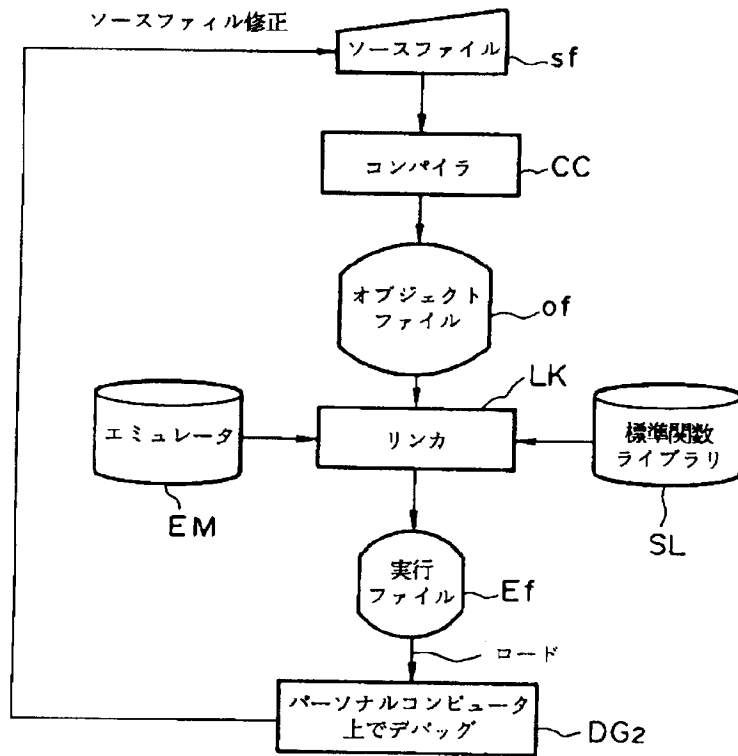 ソースフィル修正
ソースファイル
sf
コンパイラ
CC
オブジェクト
ファイル
of
LK
エミュレータ
リンカ
標準関数
ライブラリ
EM
SL
実行
ファイル
Ef
ロード
パーソナルコンピュータ
上でデバッグ
DG2